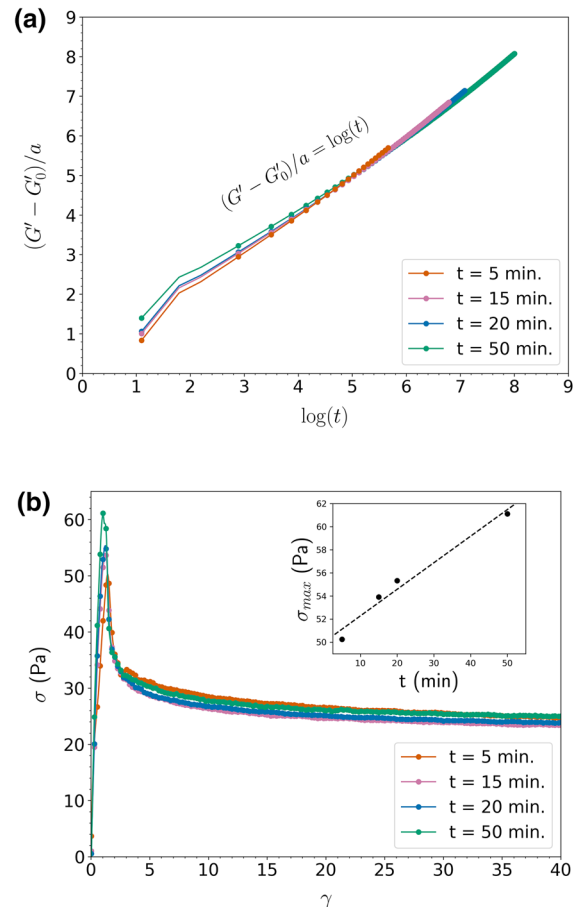 (a)
9
8
7
6
5
4
3
2
1
0
(G′ − G′₀)/a
(G′ − G′₀)/a = log(t)
t = 5 min.
t = 15 min.
t = 20 min.
t = 50 min.
0 1 2 3 4 5 6 7 8 9
log(t)
(b)
60
50
40
30
20
10
0
σ (Pa)
62
60
58
56
54
52
50
σmax (Pa)
10 20 30 40 50
t (min)
t = 5 min.
t = 15 min.
t = 20 min.
t = 50 min.
0 5 10 15 20 25 30 35 40
γ